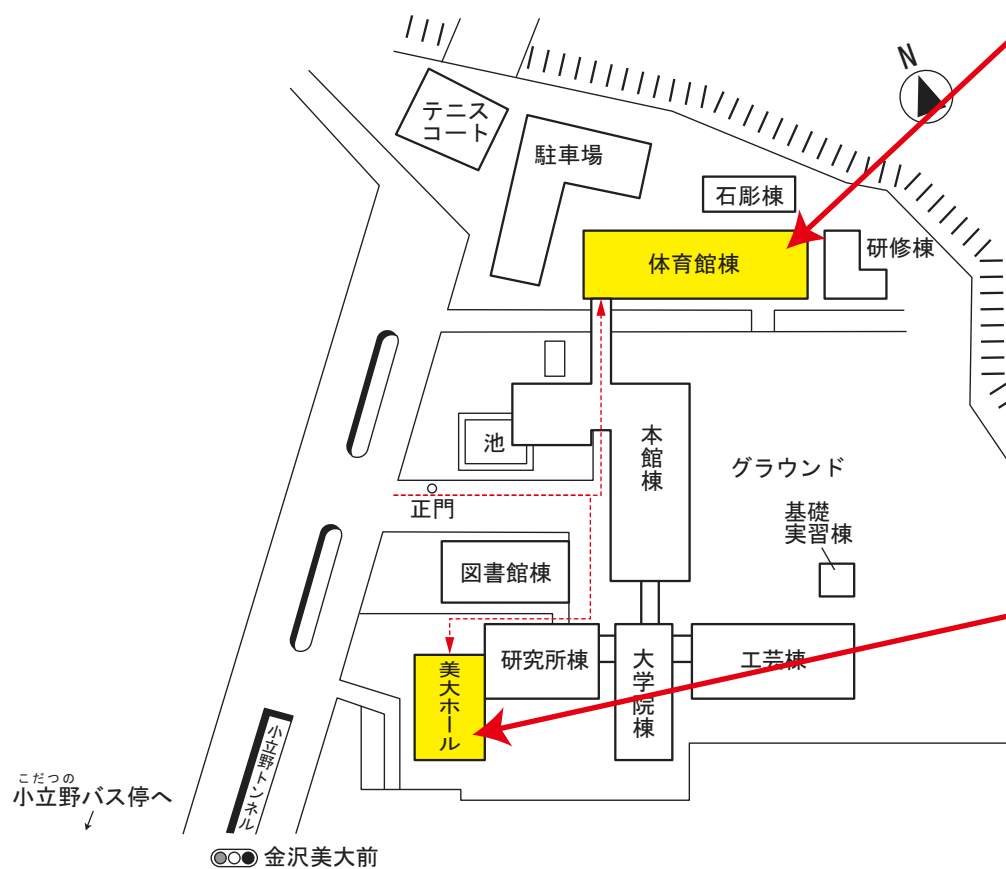 N
テニス
コート
駐車場
石彫棟
体育館棟
研修棟
池
本館棟
グラウンド
正門
基礎
実習棟
図書館棟
研究所棟
大学院棟
工芸棟
美大ホール
小立野トンネル
こだつの
小立野バス停へ
金沢美大前